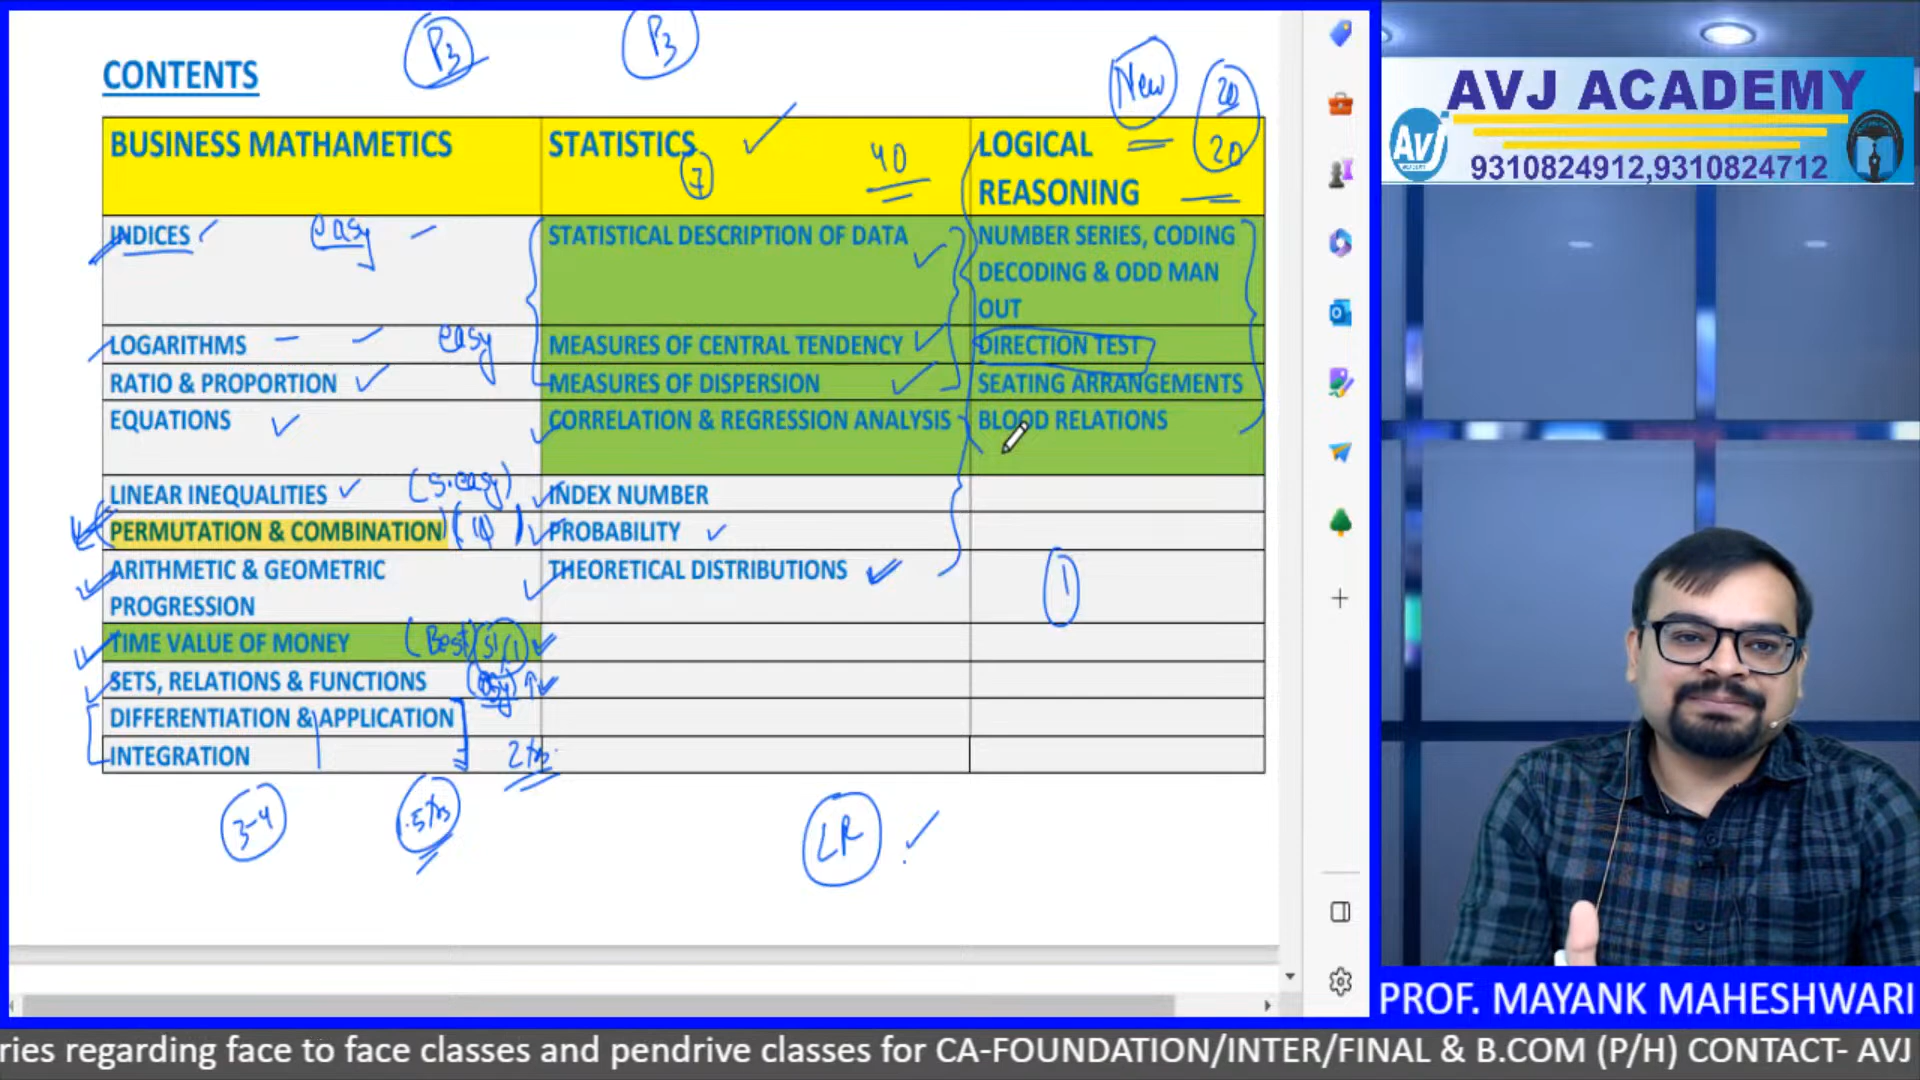 P3
P3
New
20
20
CONTENTS
BUSINESS MATHAMETICS
STATISTICS
7
40
LOGICAL
REASONING
INDICES
easy
STATISTICAL DESCRIPTION OF DATA
NUMBER SERIES, CODING
DECODING & ODD MAN
OUT
LOGARITHMS
easy
MEASURES OF CENTRAL TENDENCY
DIRECTION TEST
RATIO & PROPORTION
MEASURES OF DISPERSION
SEATING ARRANGEMENTS
EQUATIONS
CORRELATION & REGRESSION ANALYSIS
BLOOD RELATIONS
LINEAR INEQUALITIES
(S.easy)
INDEX NUMBER
PERMUTATION & COMBINATION
PROBABILITY
ARITHMETIC & GEOMETRIC
PROGRESSION
THEORETICAL DISTRIBUTIONS
1
TIME VALUE OF MONEY
(Best)
SETS, RELATIONS & FUNCTIONS
DIFFERENTIATION & APPLICATION
INTEGRATION
3-4
LR
AVJ ACADEMY
AVJ
9310824912,9310824712
PROF. MAYANK MAHESHWARI
ries regarding face to face classes and pendrive classes for CA-FOUNDATION/INTER/FINAL & B.COM (P/H) CONTACT- AVJ